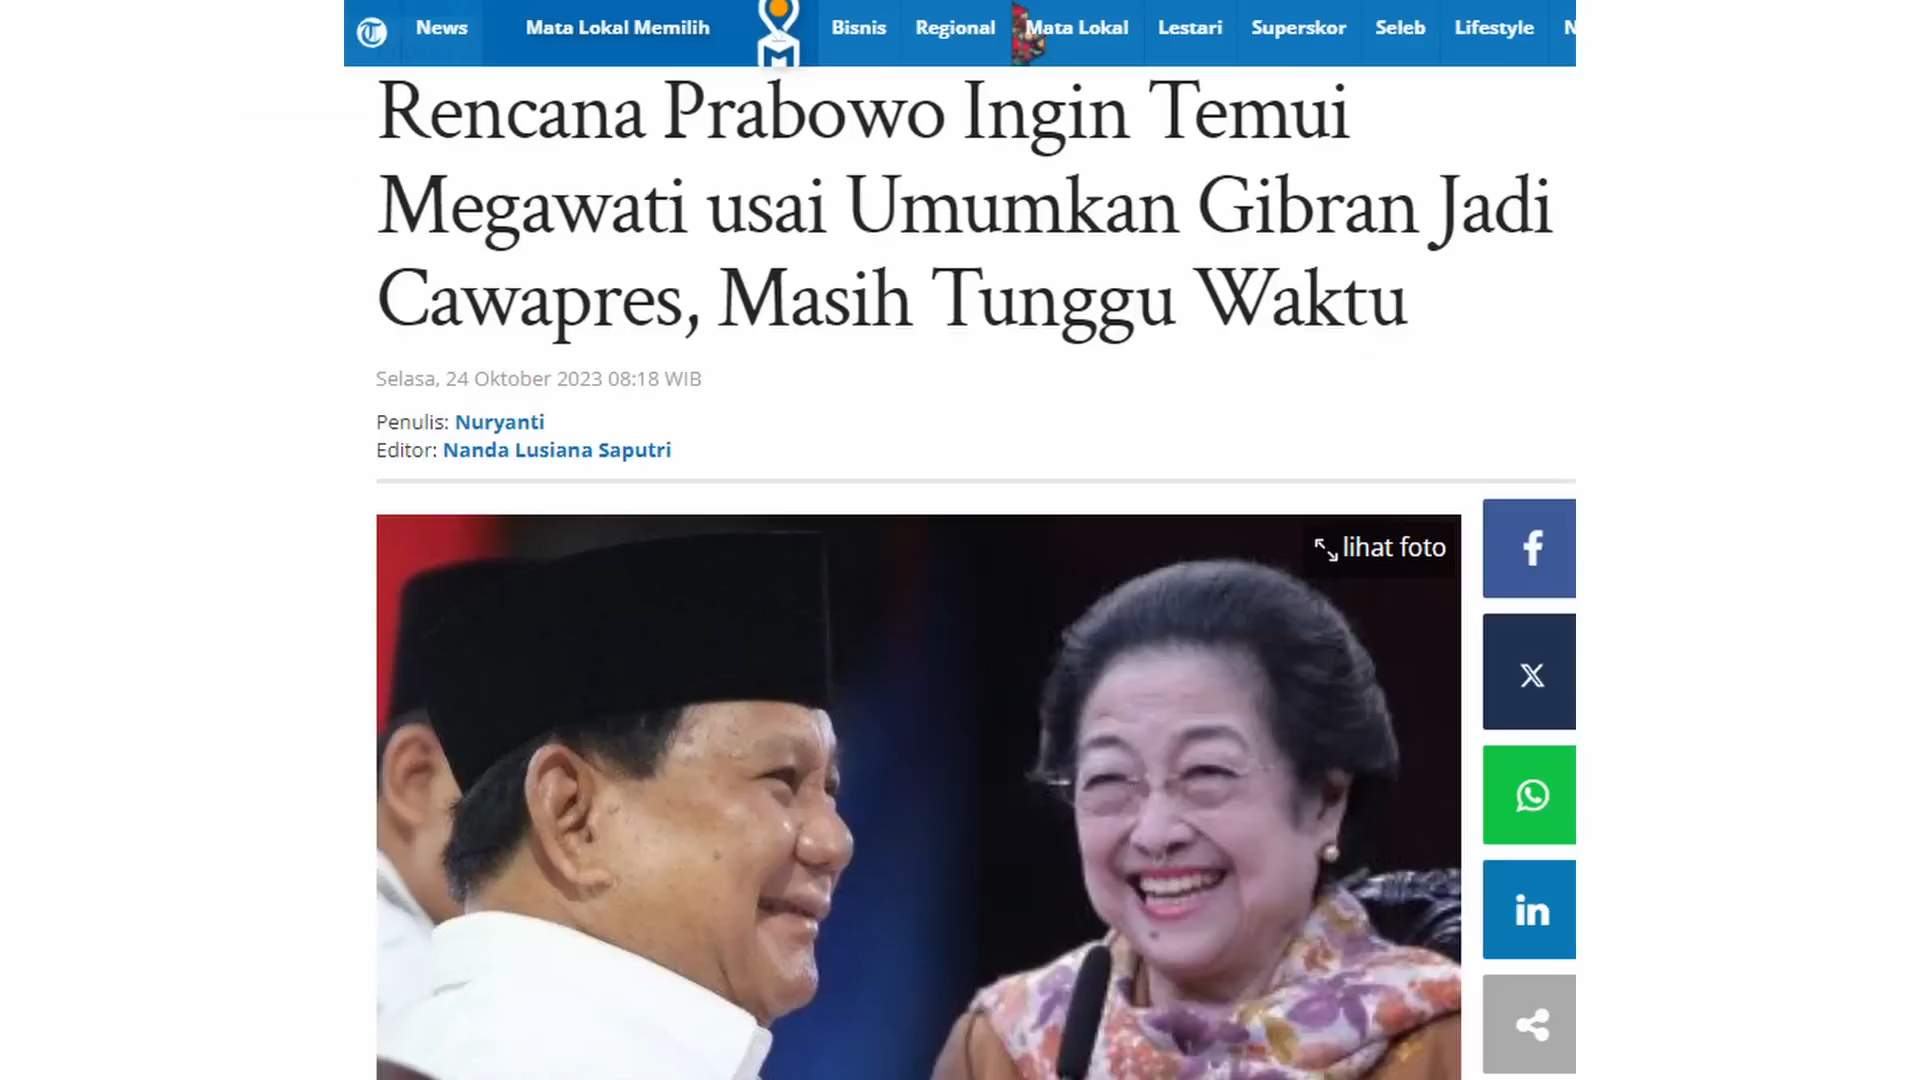 News Mata Lokal Memilih Bisnis Regional Mata Lokal Lestari Superskor Seleb Lifestyle N
Rencana Prabowo Ingin Temui
Megawati usai Umumkan Gibran Jadi
Cawapres, Masih Tunggu Waktu
Selasa, 24 Oktober 2023 08:18 WIB
Penulis: Nuryanti
Editor: Nanda Lusiana Saputri
lihat foto